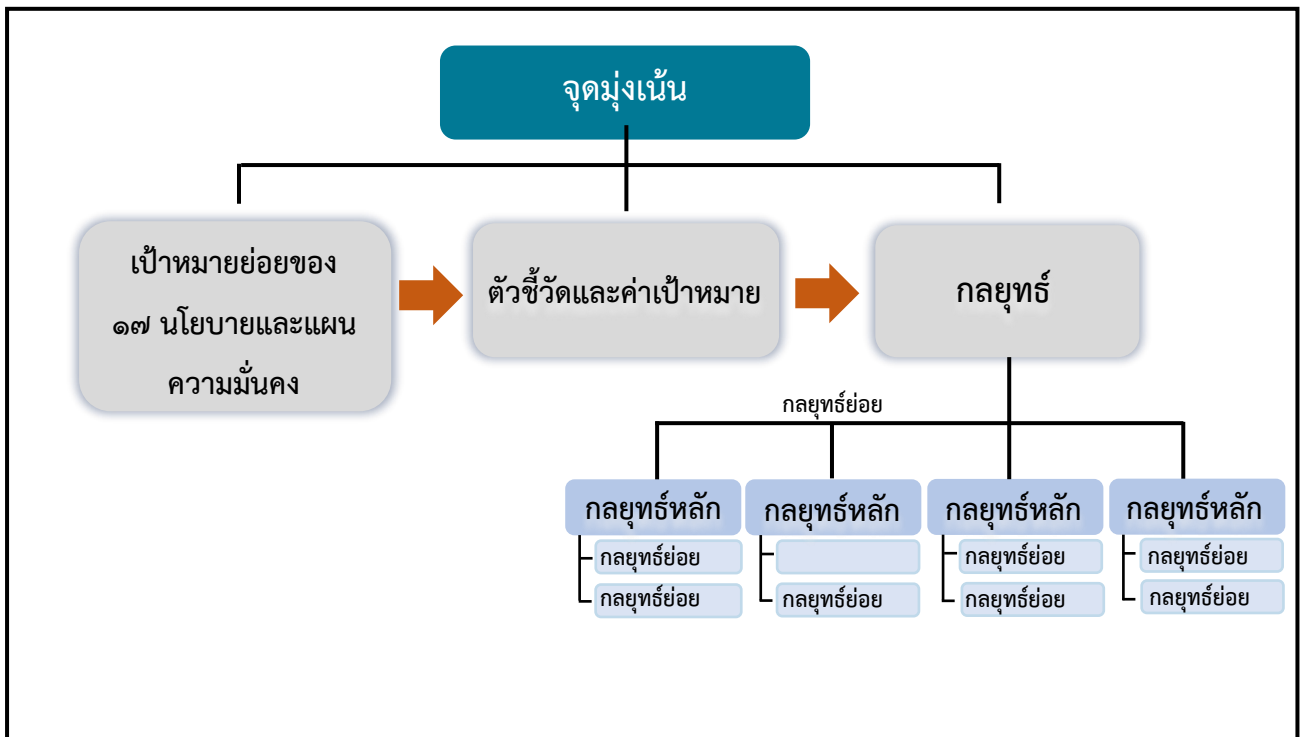 จุดมุ่งเน้น
เป้าหมายย่อยของ
๑๗ นโยบายและแผน
ความมั่นคง
ตัวชี้วัดและค่าเป้าหมาย
กลยุทธ์
กลยุทธ์ย่อย
กลยุทธ์หลัก
กลยุทธ์ย่อย
กลยุทธ์ย่อย
กลยุทธ์หลัก
กลยุทธ์ย่อย
กลยุทธ์หลัก
กลยุทธ์ย่อย
กลยุทธ์ย่อย
กลยุทธ์หลัก
กลยุทธ์ย่อย
กลยุทธ์ย่อย